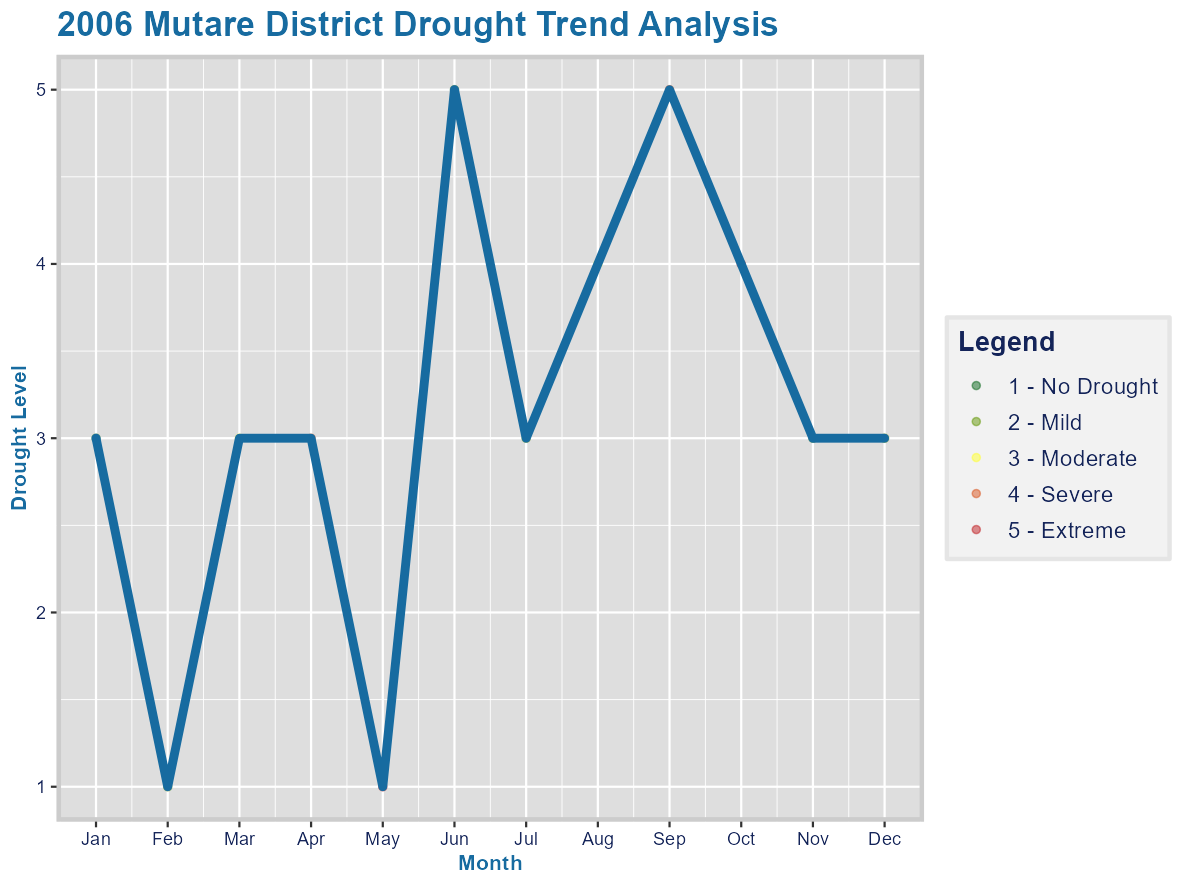 2006 Mutare District Drought Trend Analysis
Drought Level
5
4
3
2
1
Jan Feb Mar Apr May Jun Jul Aug Sep Oct Nov Dec
Month
Legend
1 - No Drought
2 - Mild
3 - Moderate
4 - Severe
5 - Extreme